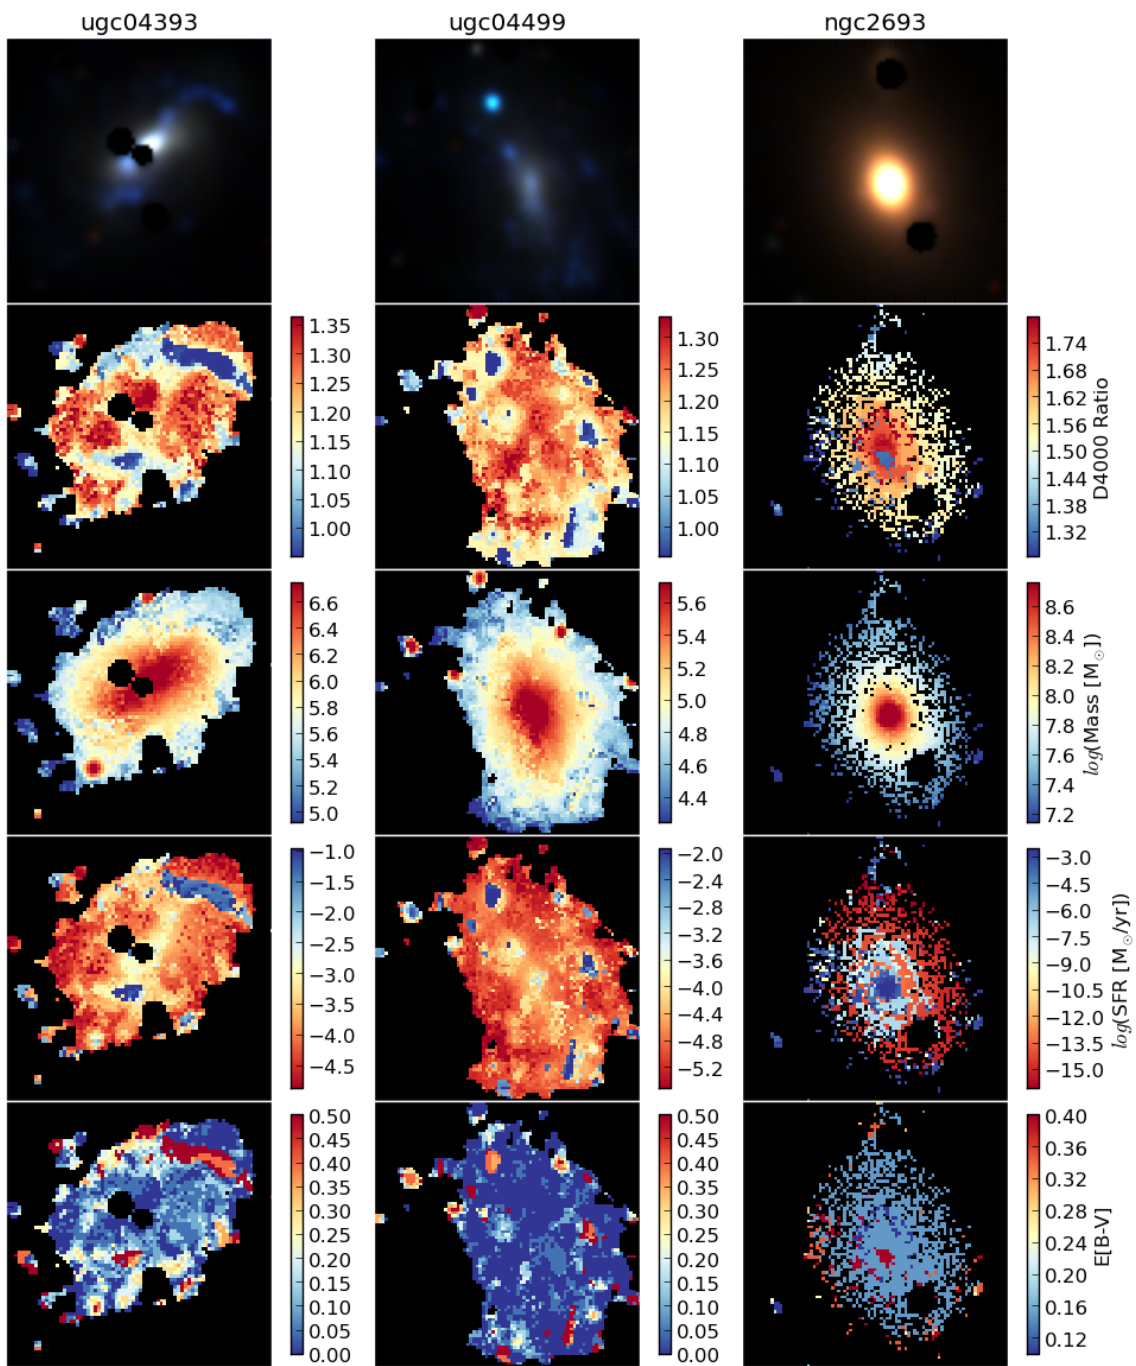 ugc04393 ugc04499 ngc2693
1.35 1.30 1.25 1.20 1.15 1.10 1.05 1.00
1.30 1.25 1.20 1.15 1.10 1.05 1.00
1.74 1.68 1.62 1.56 1.50 1.44 1.38 1.32
D4000 Ratio
6.6 6.4 6.2 6.0 5.8 5.6 5.4 5.2 5.0
5.6 5.4 5.2 5.0 4.8 4.6 4.4
8.6 8.4 8.2 8.0 7.8 7.6 7.4 7.2
log(Mass [M☉])
−1.0 −1.5 −2.0 −2.5 −3.0 −3.5 −4.0 −4.5
−2.0 −2.4 −2.8 −3.2 −3.6 −4.0 −4.4 −4.8 −5.2
−3.0 −4.5 −6.0 −7.5 −9.0 −10.5 −12.0 −13.5 −15.0
log(SFR [M☉/yr])
0.50 0.45 0.40 0.35 0.30 0.25 0.20 0.15 0.10 0.05 0.00
0.50 0.45 0.40 0.35 0.30 0.25 0.20 0.15 0.10 0.05 0.00
0.40 0.36 0.32 0.28 0.24 0.20 0.16 0.12
E[B-V]